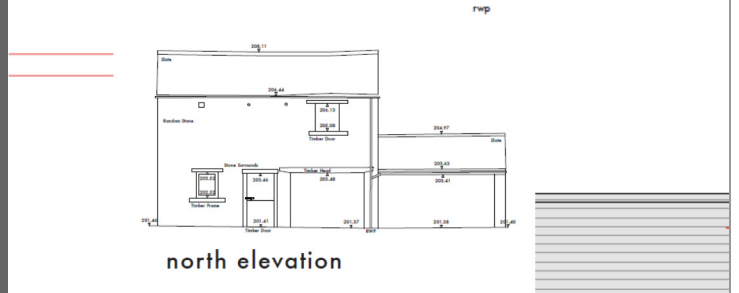 rwp
208.11
Slate
206.44
Random Stone
206.13
205.08
Timber Door
204.97
Slate
Stone Surrounds
Timber Head
203.63
203.46
203.48
203.41
Timber Frame
201.46
201.41
201.37
201.38
201.40
Timber Door
RWP
north elevation